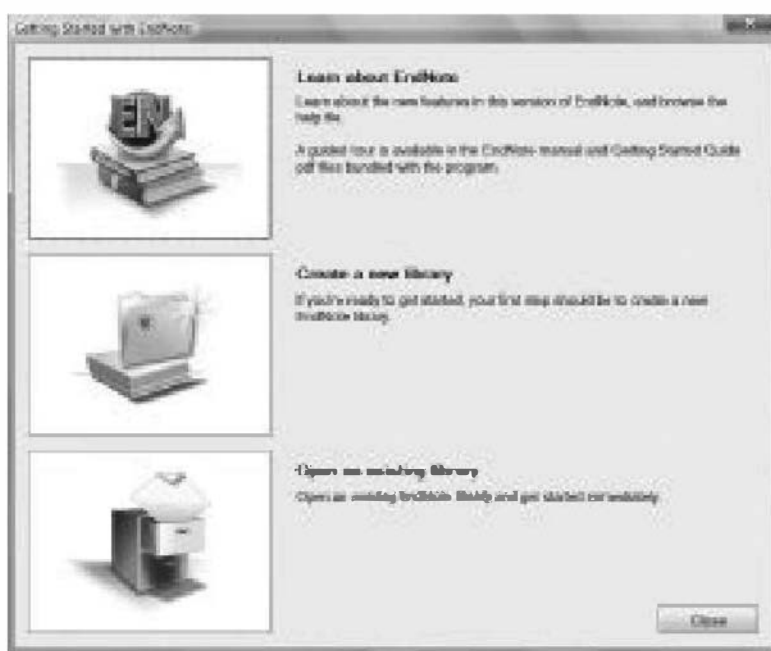 Getting Started with EndNote
EN
Learn about EndNote
Learn about the new features in this version of EndNote, and browse the
help file.
A guided tour is available in the EndNote manual and Getting Started Guide
pdf files bundled with the program.
Create a new library
If you're ready to get started, your first step should be to create a new
EndNote library.
Open an existing library
Open an existing EndNote library and get started immediately.
Close